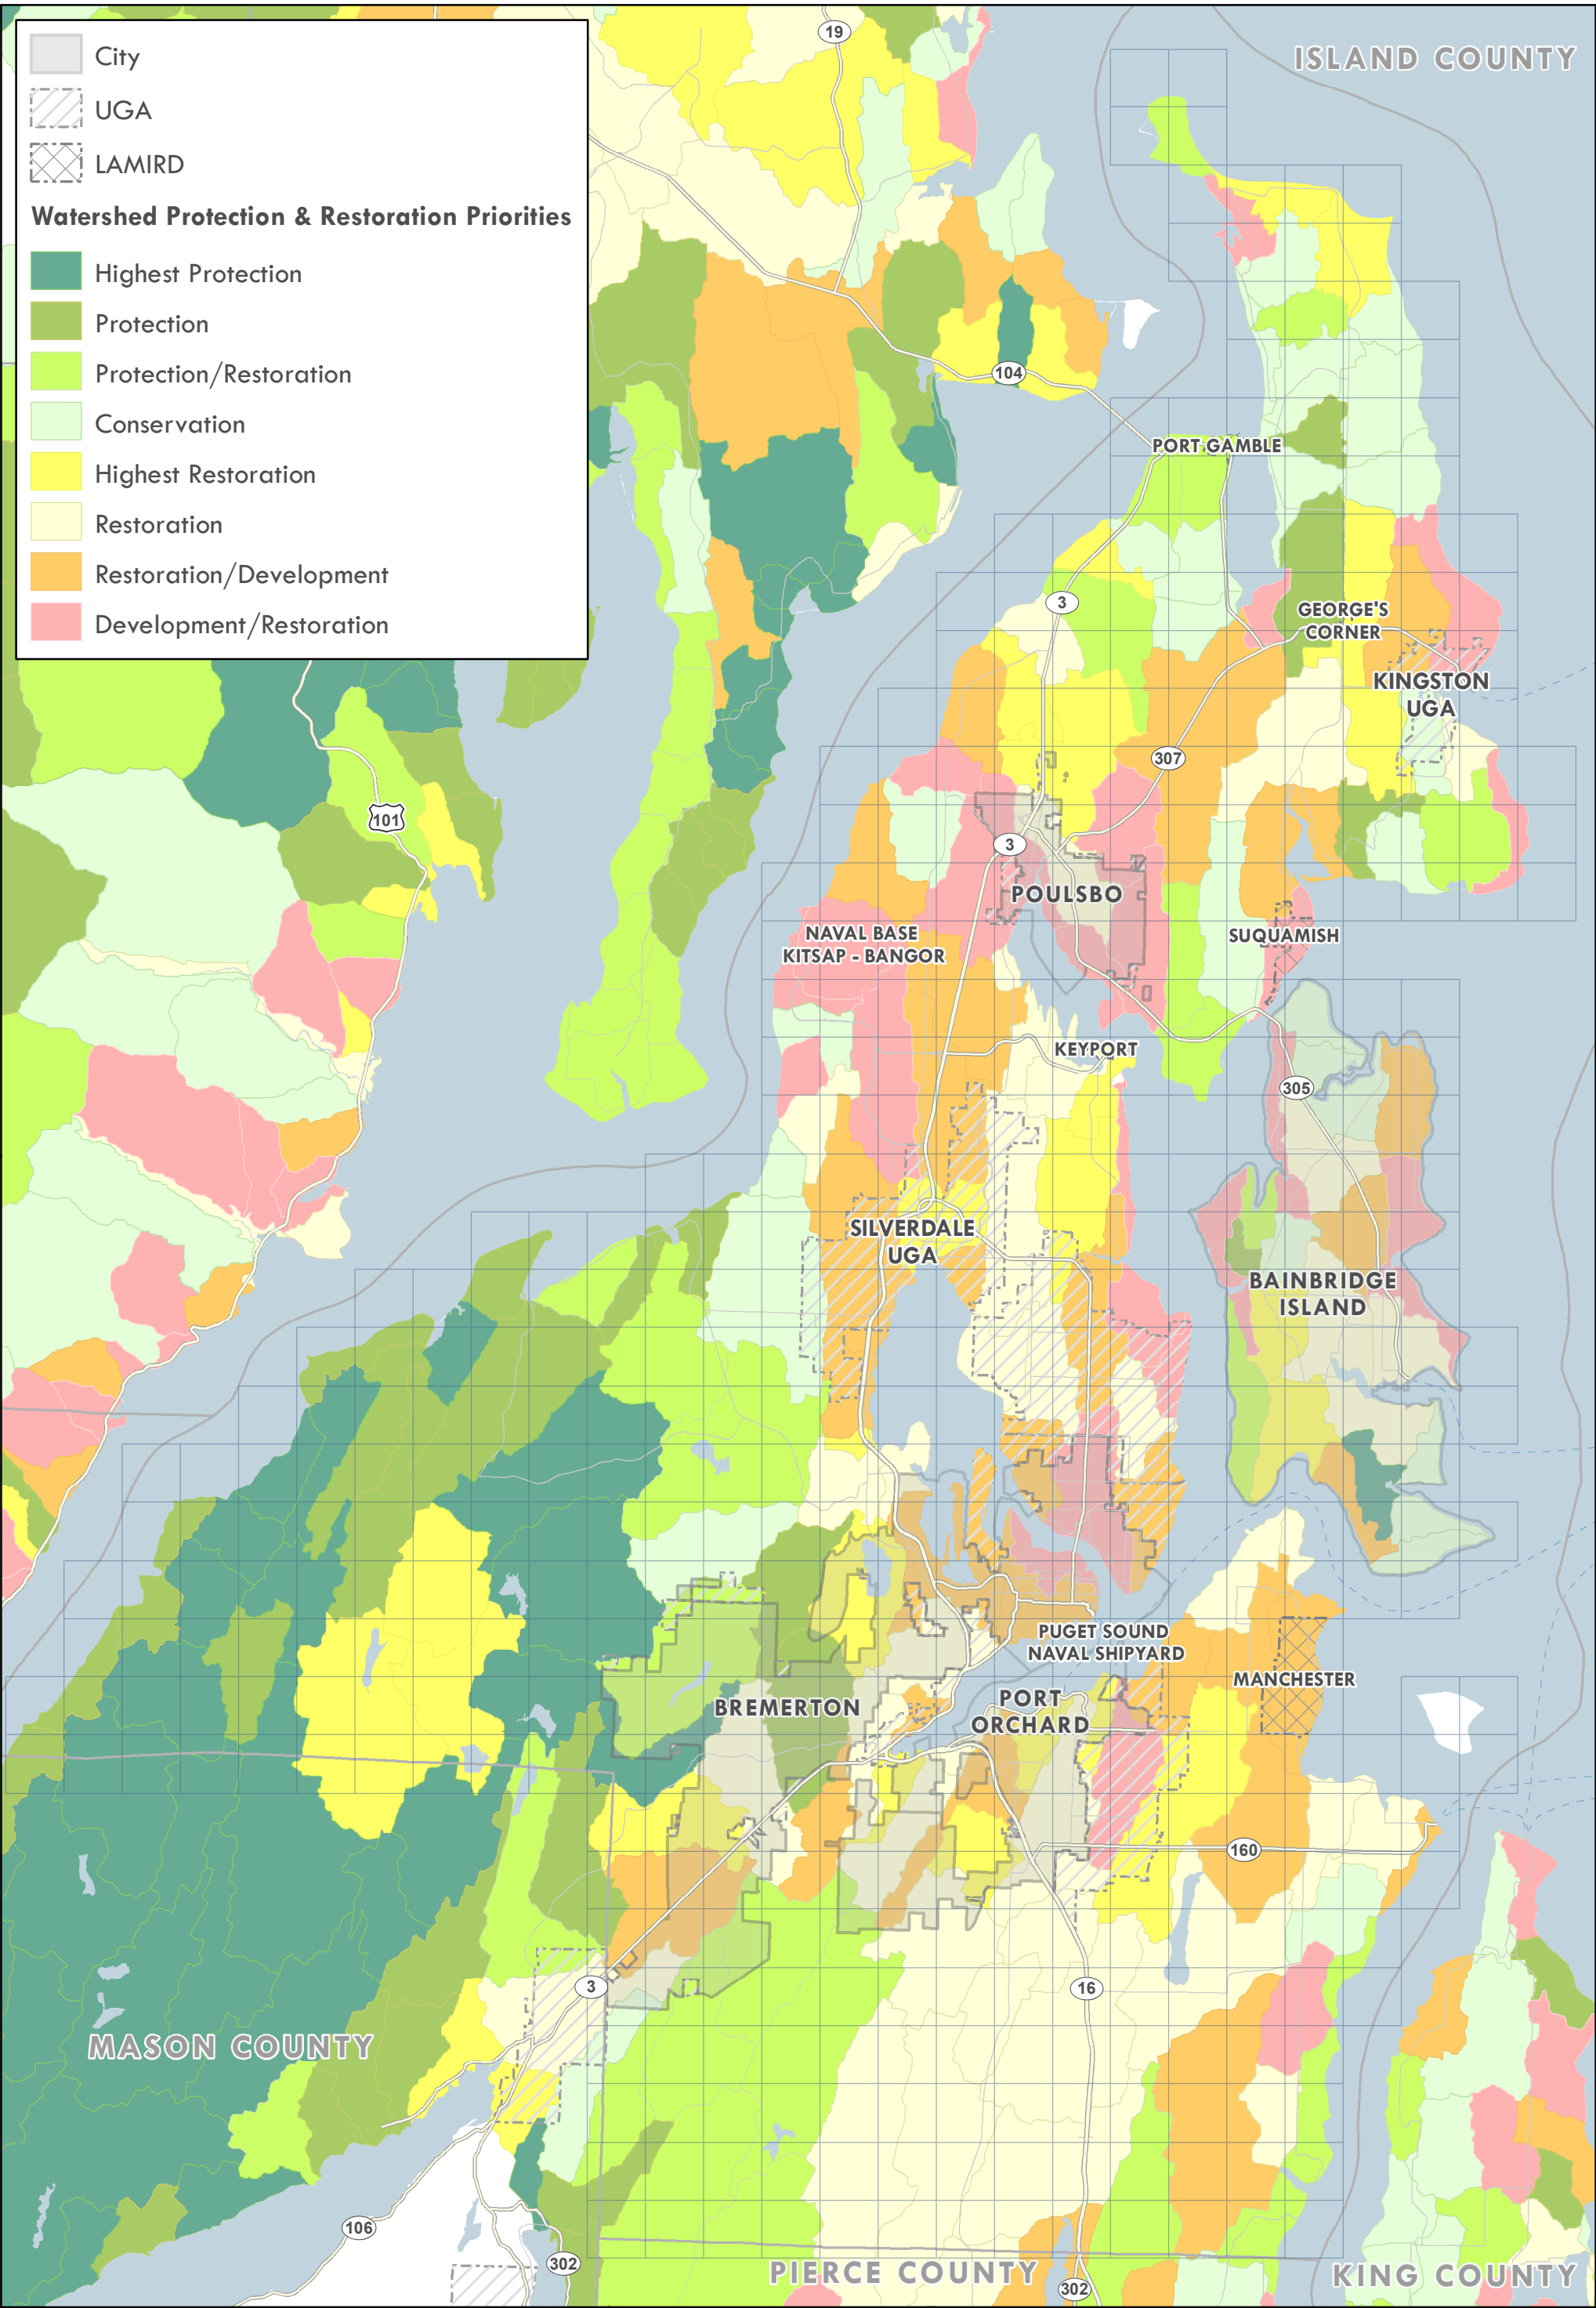 City
UGA
LAMIRD
Watershed Protection & Restoration Priorities
Highest Protection
Protection
Protection/Restoration
Conservation
Highest Restoration
Restoration
Restoration/Development
Development/Restoration
19
ISLAND COUNTY
104
PORT GAMBLE
3
GEORGE'S
CORNER
KINGSTON
UGA
307
101
3
POULSBO
NAVAL BASE
KITSAP - BANGOR
SUQUAMISH
KEYPORT
305
SILVERDALE
UGA
BAINBRIDGE
ISLAND
PUGET SOUND
NAVAL SHIPYARD
MANCHESTER
BREMERTON
PORT
ORCHARD
160
3
16
MASON COUNTY
106
302
PIERCE COUNTY
302
KING COUNTY